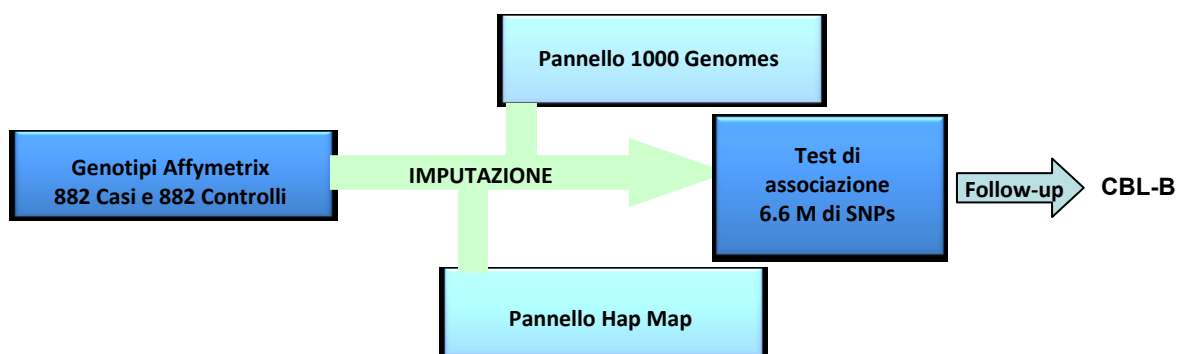 Pannello 1000 Genomes
Genotipi Affymetrix
882 Casi e 882 Controlli
IMPUTAZIONE
Test di
associazione
6.6 M di SNPs
Follow-up
CBL-B
Pannello Hap Map